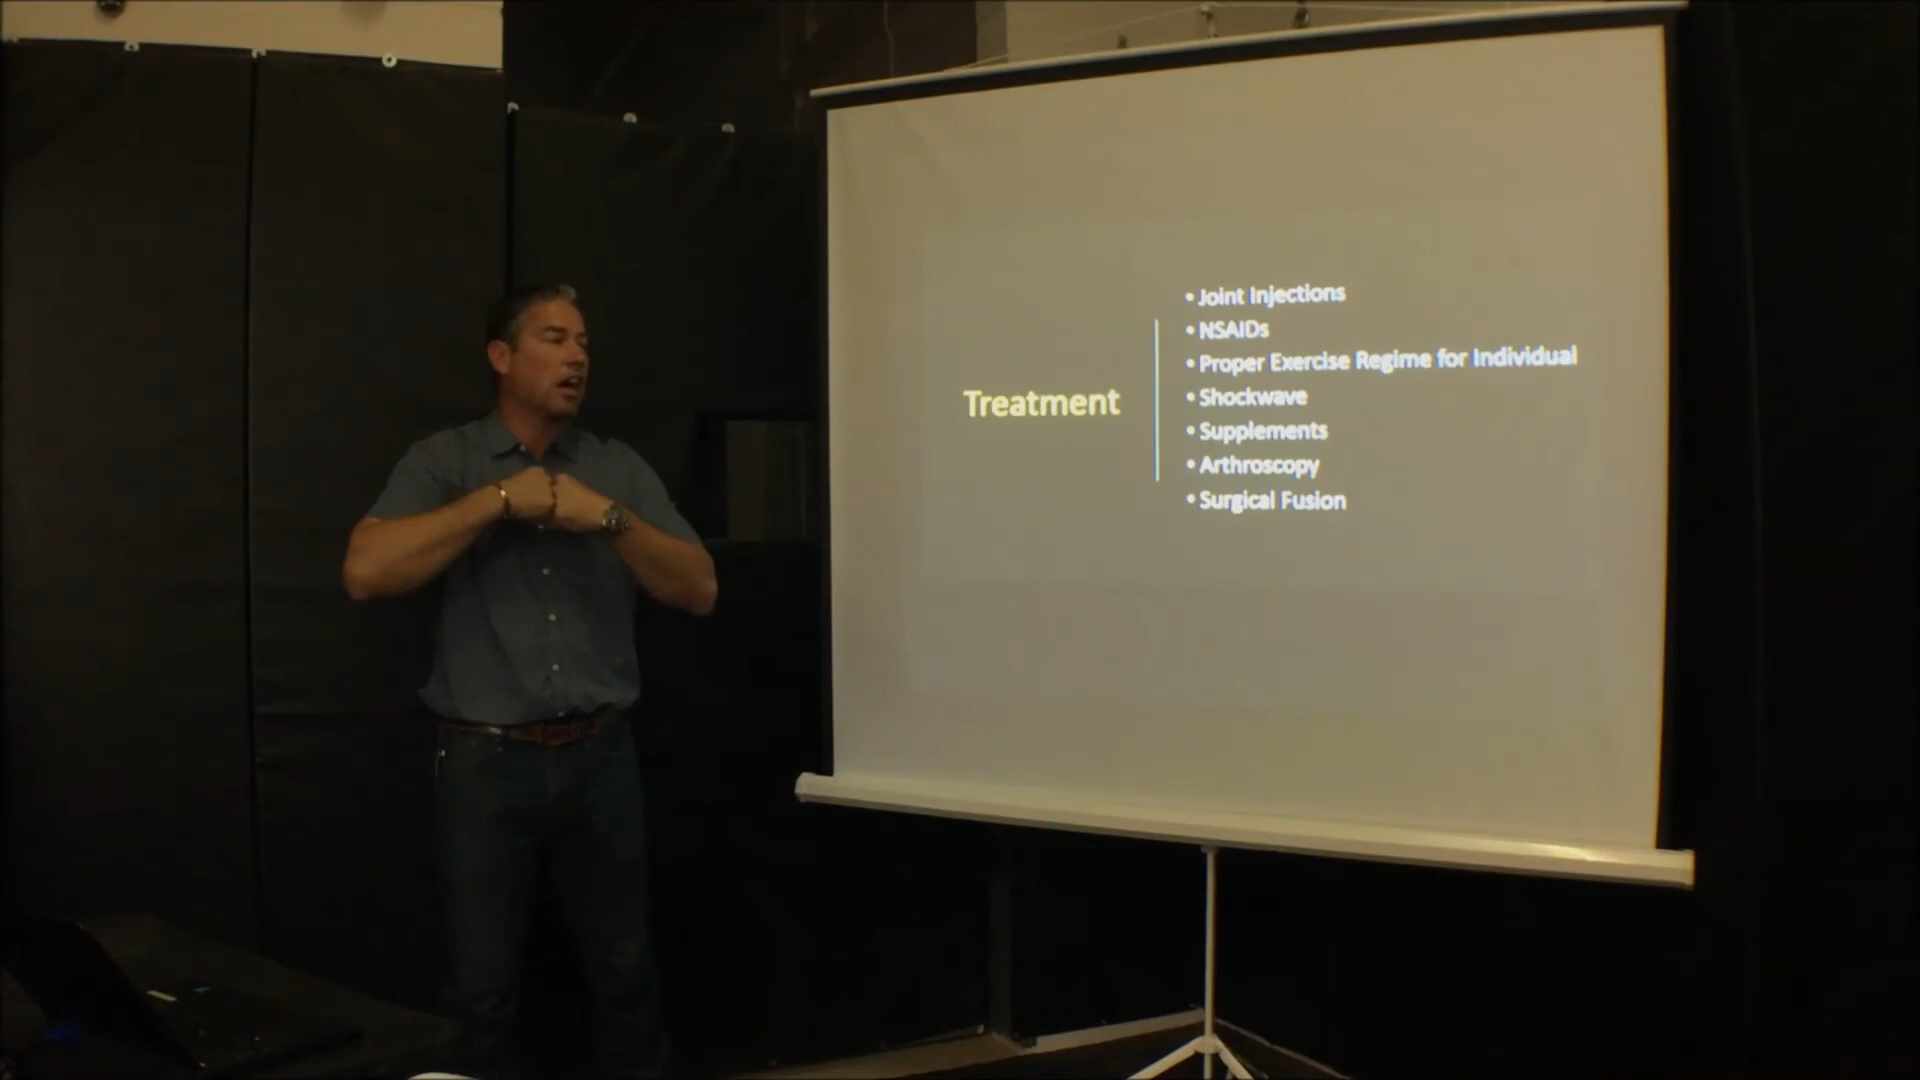 Treatment
• Joint Injections
• NSAIDs
• Proper Exercise Regime for Individual
• Shockwave
• Supplements
• Arthroscopy
• Surgical Fusion